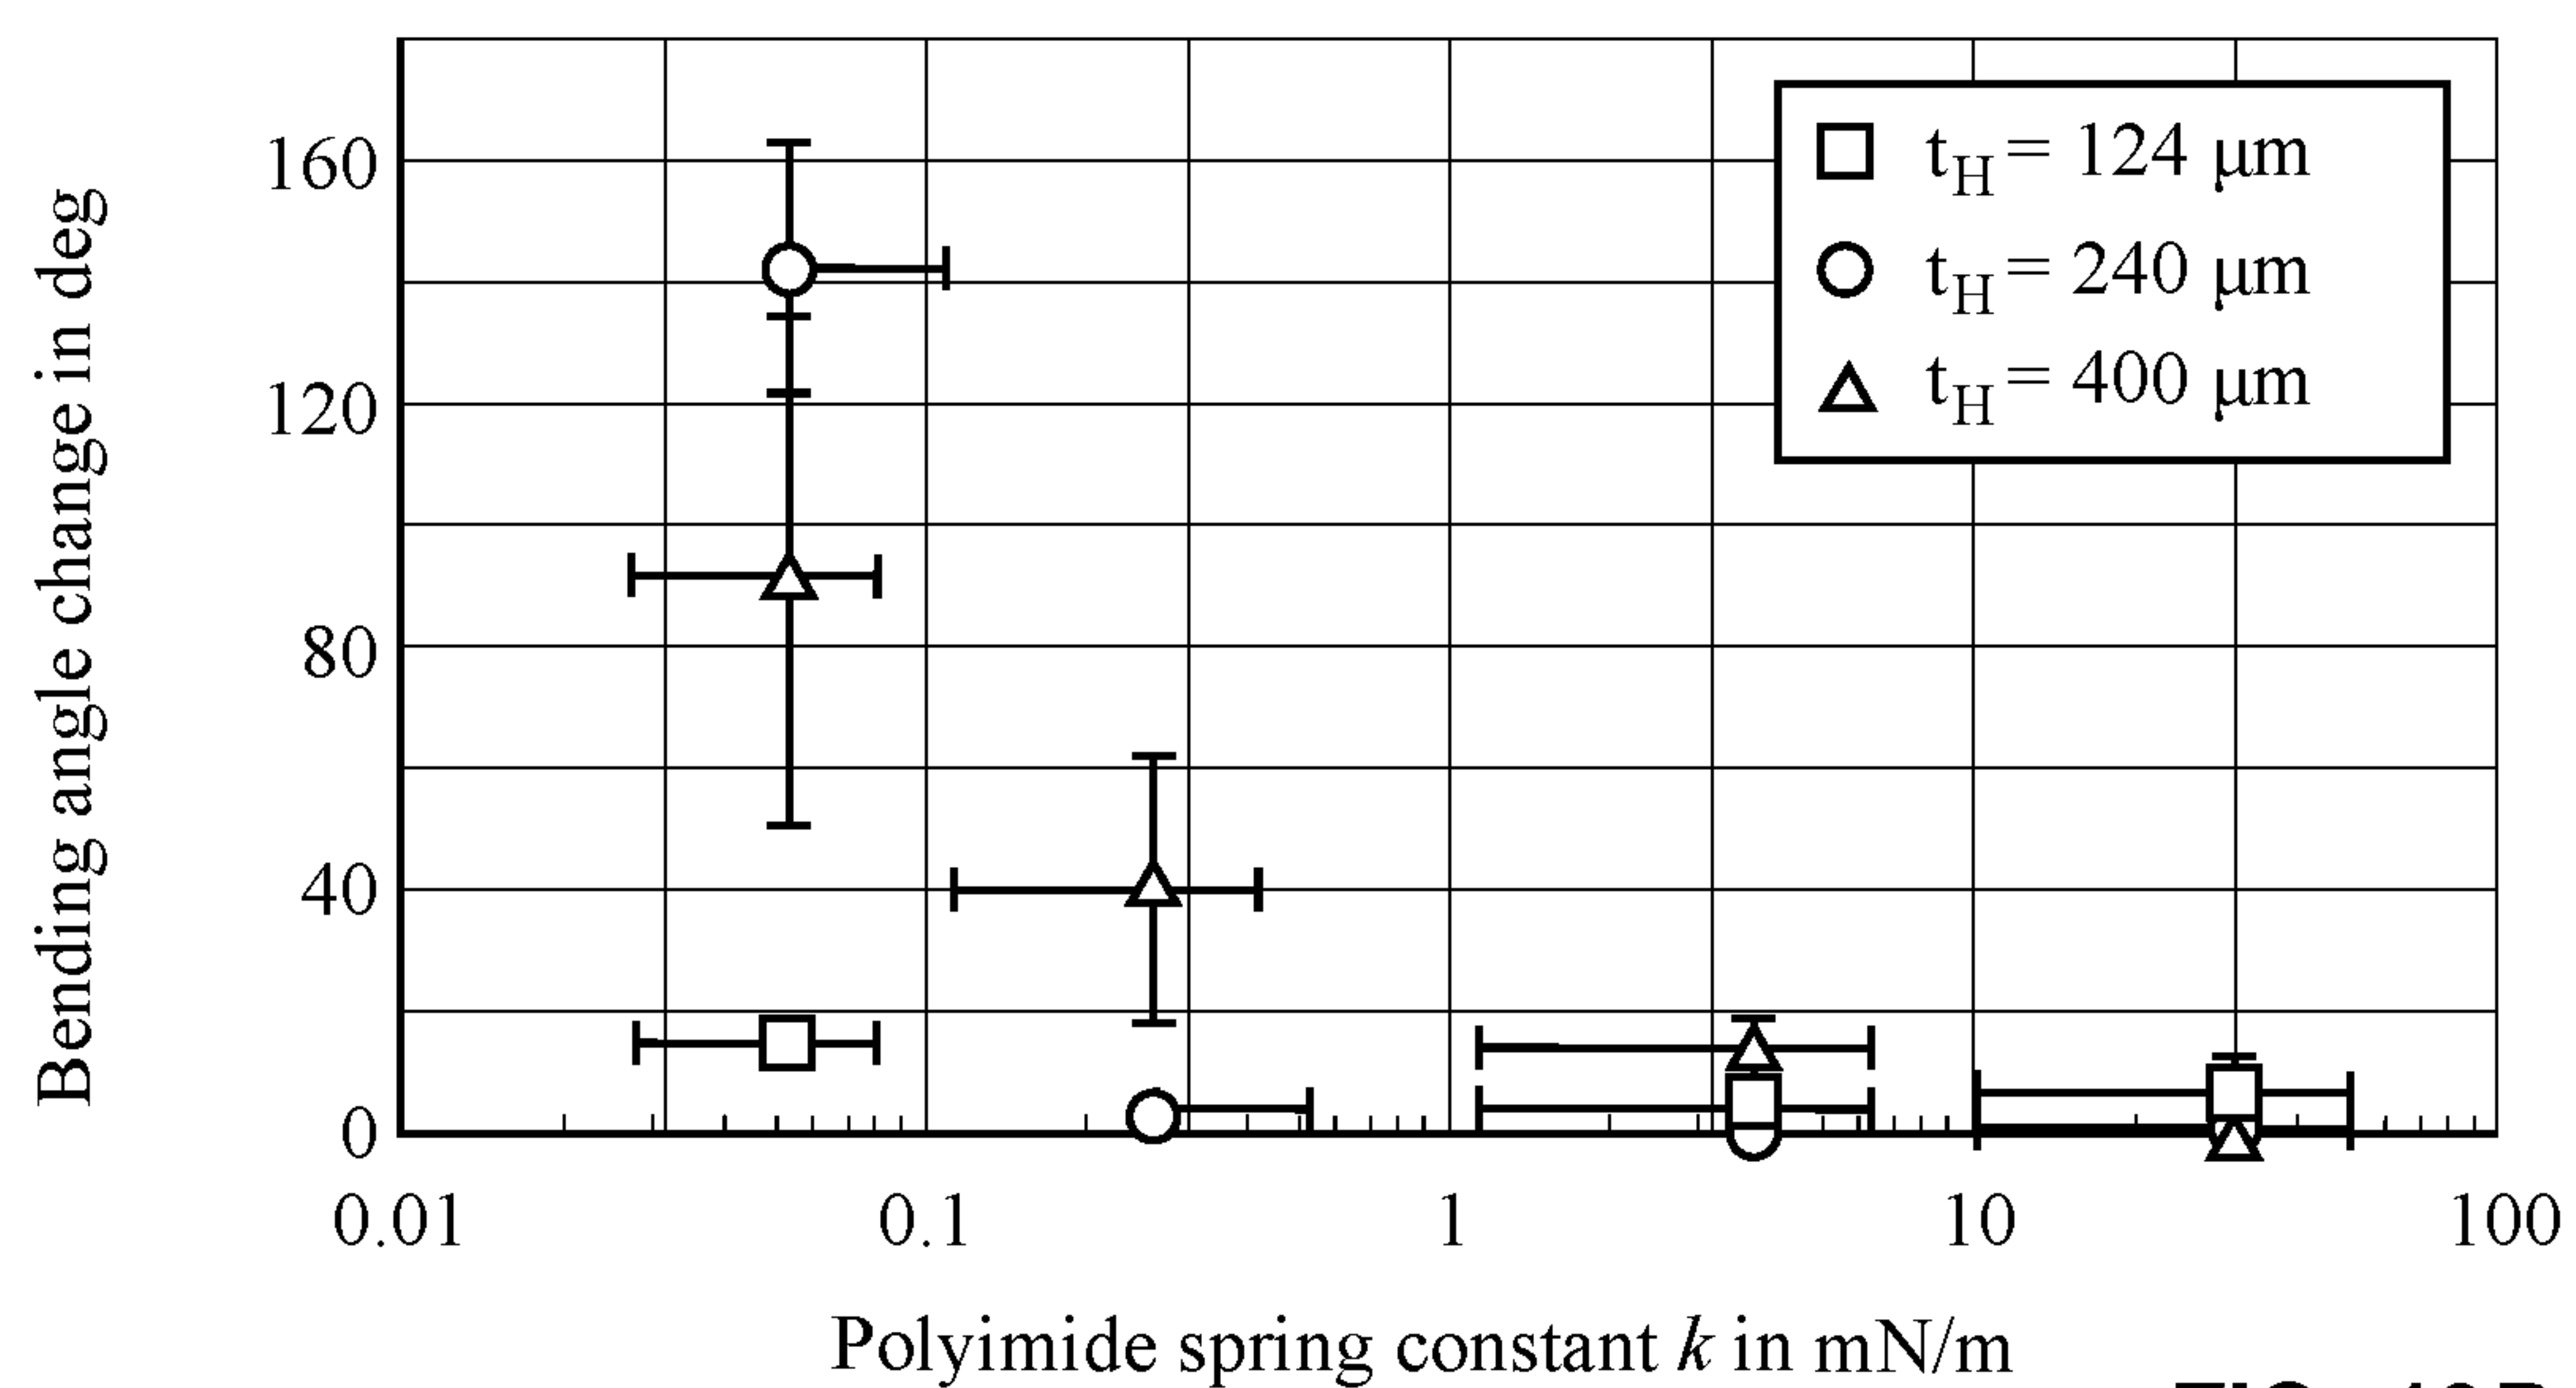 Bending angle change in deg
160
120
80
40
0
t_H = 124 μm
t_H = 240 μm
t_H = 400 μm
0.01 0.1 1 10 100
Polyimide spring constant k in mN/m